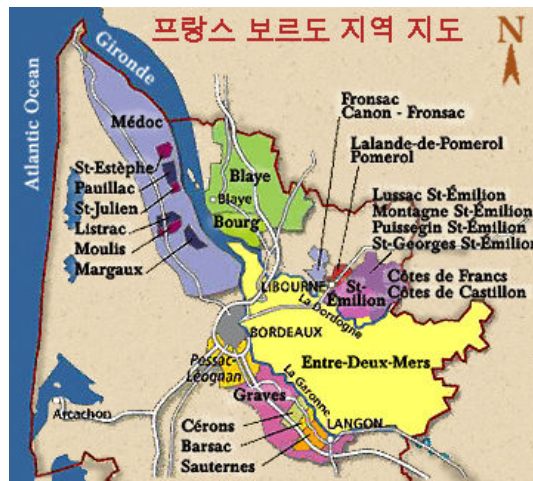 프랑스 보르도 지역 지도
N
Atlantic Ocean
Gironde
Médoc
Fronsac
Canon - Fronsac
Lalande-de-Pomerol
Pomerol
St-Estèphe
Pauillac
St-Julien
Listrac
Moulis
Margaux
Blaye
Blaye
Bourg
Lussac St-Émilion
Montagne St-Émilion
Puissegin St-Émilion
St-Georges St-Émilion
Côtes de Francs
Côtes de Castillon
LIBOURNE
St-
Émilion
La Dordogne
BORDEAUX
Entre-Deux-Mers
Pessac-
Léognan
La Garonne
Graves
Arcachon
Cérons
Barsac
Sauternes
LANGON